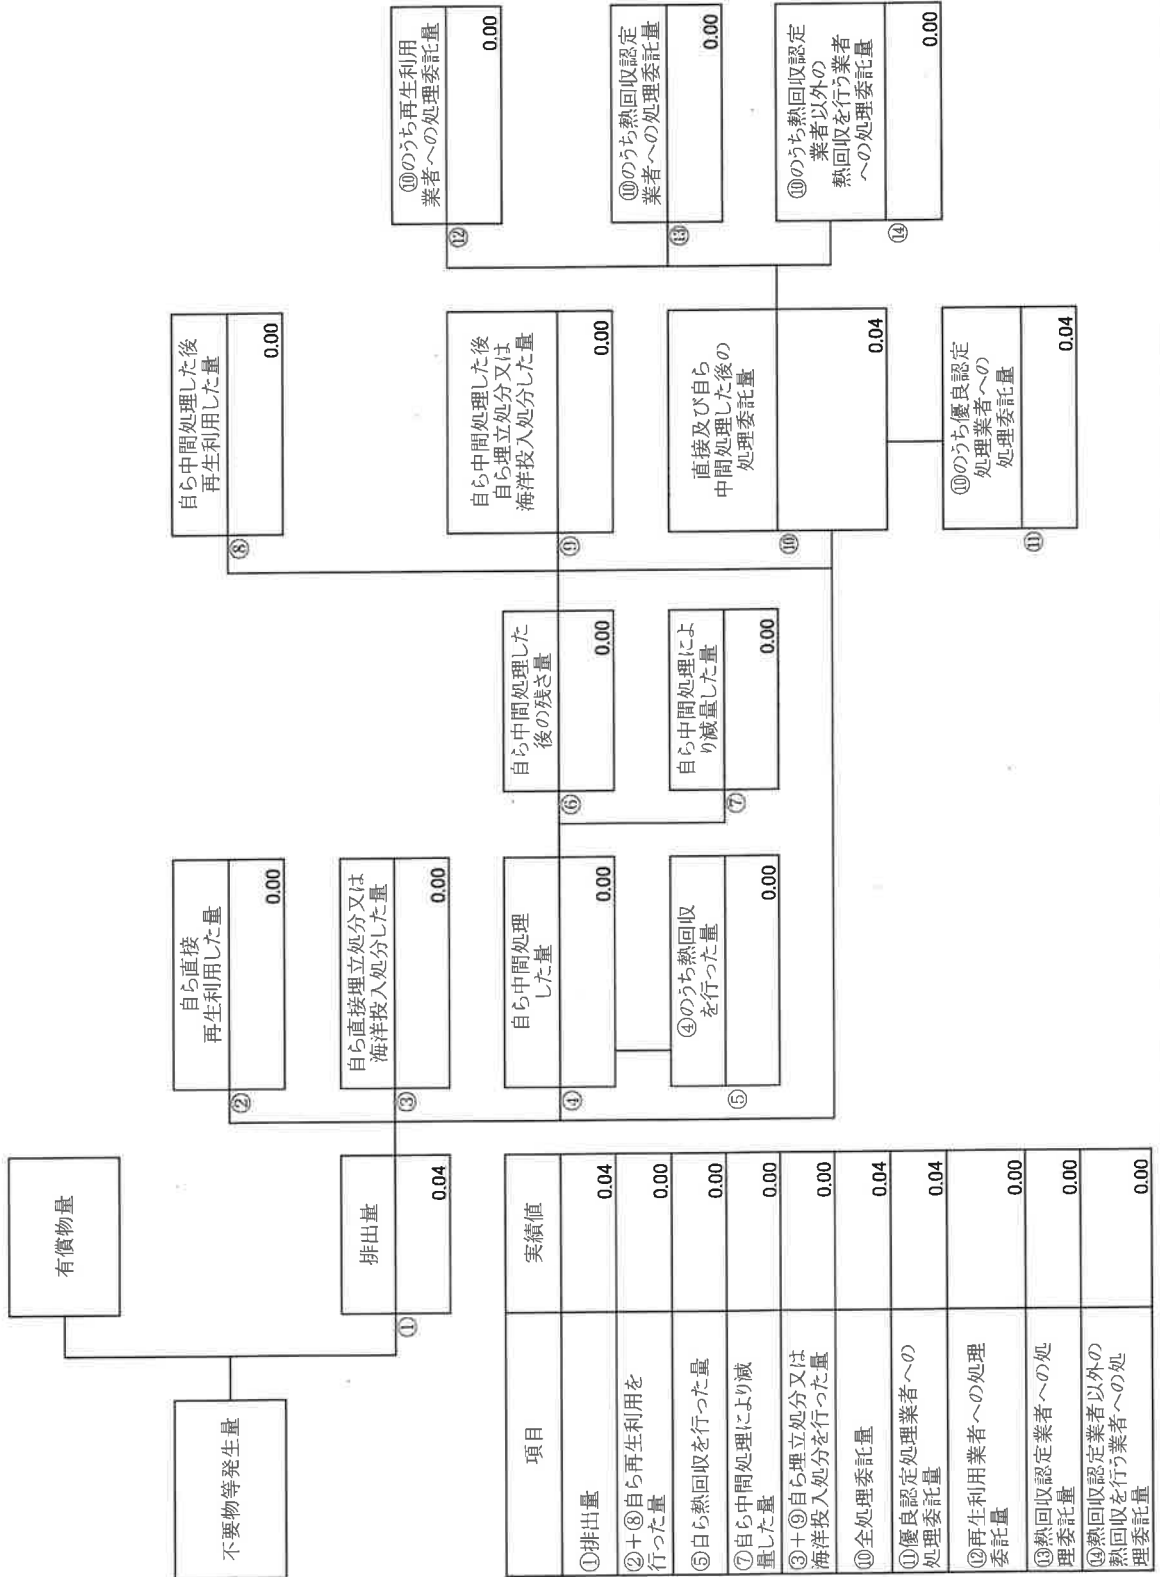 有償物量
不要物等発生量
排出量
①
0.04
自ら直接
再生利用した量
②
0.00
自ら直接埋立処分又は
海洋投入処分した量
③
0.00
自ら中間処理
した量
④
0.00
④のうち熱回収
を行った量
⑤
0.00
自ら中間処理した
後の残さ量
⑥
0.00
自ら中間処理によ
り減量した量
⑦
0.00
自ら中間処理した後
再生利用した量
⑧
0.00
自ら中間処理した後
自ら埋立処分又は
海洋投入処分した量
⑨
0.00
直接及び自ら
中間処理した後の
処理委託量
⑩
0.04
⑩のうち優良認定
処理業者への
処理委託量
⑪
0.04
⑩のうち再生利用
業者への処理委託量
⑫
0.00
⑩のうち熱回収認定
業者への処理委託量
⑬
0.00
⑩のうち熱回収認定
業者以外の
熱回収を行う業者
への処理委託量
⑭
0.00
項目 実績値
①排出量 0.04
②+⑧自ら再生利用を
行った量 0.00
⑤自ら熱回収を行った量 0.00
⑦自ら中間処理により減
量した量 0.00
③+⑨自ら埋立処分又は
海洋投入処分を行った量 0.00
⑩全処理委託量 0.04
⑪優良認定処理業者への
処理委託量 0.04
⑫再生利用業者への処理
委託量 0.00
⑬熱回収認定業者への処
理委託量 0.00
⑭熱回収認定業者以外の
熱回収を行う業者への処
理委託量 0.00